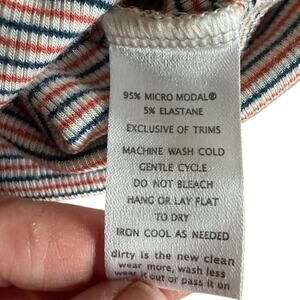 95% MICRO MODAL®
5% ELASTANE
EXCLUSIVE OF TRIMS
MACHINE WASH COLD
GENTLE CYCLE
DO NOT BLEACH
HANG OR LAY FLAT
TO DRY
IRON COOL AS NEEDED
dirty is the new clean
wear more, wash less
wear it out or pass it on